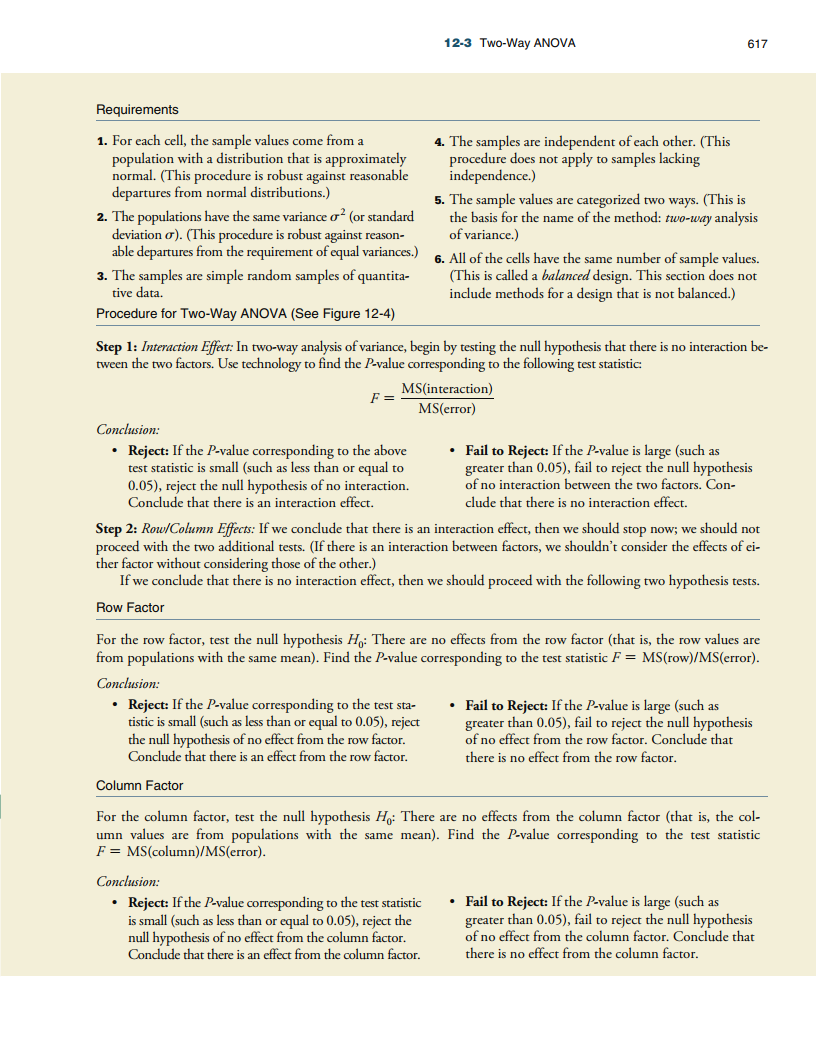 12-3 Two-Way ANOVA 617
Requirements
1. For each cell, the sample values come from a
population with a distribution that is approximately
normal. (This procedure is robust against reasonable
departures from normal distributions.)
2. The populations have the same variance σ² (or standard
deviation σ). (This procedure is robust against reason-
able departures from the requirement of equal variances.)
3. The samples are simple random samples of quantita-
tive data.
4. The samples are independent of each other. (This
procedure does not apply to samples lacking
independence.)
5. The sample values are categorized two ways. (This is
the basis for the name of the method: two-way analysis
of variance.)
6. All of the cells have the same number of sample values.
(This is called a balanced design. This section does not
include methods for a design that is not balanced.)
Procedure for Two-Way ANOVA (See Figure 12-4)
Step 1: Interaction Effect: In two-way analysis of variance, begin by testing the null hypothesis that there is no interaction be-
tween the two factors. Use technology to find the P-value corresponding to the following test statistic:
F = MS(interaction)
MS(error)
Conclusion:
• Reject: If the P-value corresponding to the above
test statistic is small (such as less than or equal to
0.05), reject the null hypothesis of no interaction.
Conclude that there is an interaction effect.
• Fail to Reject: If the P-value is large (such as
greater than 0.05), fail to reject the null hypothesis
of no interaction between the two factors. Con-
clude that there is no interaction effect.
Step 2: Row/Column Effects: If we conclude that there is an interaction effect, then we should stop now; we should not
proceed with the two additional tests. (If there is an interaction between factors, we shouldn't consider the effects of ei-
ther factor without considering those of the other.)
If we conclude that there is no interaction effect, then we should proceed with the following two hypothesis tests.
Row Factor
For the row factor, test the null hypothesis H₀: There are no effects from the row factor (that is, the row values are
from populations with the same mean). Find the P-value corresponding to the test statistic F = MS(row)/MS(error).
Conclusion:
• Reject: If the P-value corresponding to the test sta-
tistic is small (such as less than or equal to 0.05), reject
the null hypothesis of no effect from the row factor.
Conclude that there is an effect from the row factor.
• Fail to Reject: If the P-value is large (such as
greater than 0.05), fail to reject the null hypothesis
of no effect from the row factor. Conclude that
there is no effect from the row factor.
Column Factor
For the column factor, test the null hypothesis H₀: There are no effects from the column factor (that is, the col-
umn values are from populations with the same mean). Find the P-value corresponding to the test statistic
F = MS(column)/MS(error).
Conclusion:
• Reject: If the P-value corresponding to the test statistic
is small (such as less than or equal to 0.05), reject the
null hypothesis of no effect from the column factor.
Conclude that there is an effect from the column factor.
• Fail to Reject: If the P-value is large (such as
greater than 0.05), fail to reject the null hypothesis
of no effect from the column factor. Conclude that
there is no effect from the column factor.